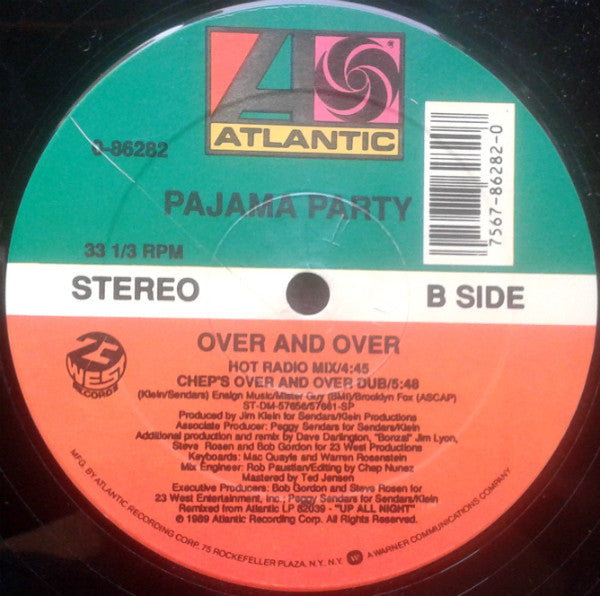 ATLANTIC
0-86282
PAJAMA PARTY
7567-86282-0
33 1/3 RPM
STEREO
B SIDE
23 WEST RECORDS
OVER AND OVER
HOT RADIO MIX/4:45
CHEP'S OVER AND OVER DUB/5:48
(Klein/Sendars) Ensign Music/Mister Guy (BMI)/Brooklyn Fox (ASCAP)
ST-DM-57656/57661-SP
Produced by Jim Klein for Sendars/Klein Productions
Associate Producer: Peggy Sendars for Sendars/Klein
Additional production and remix by Dave Darlington, "Bonzai" Jim Lyon,
Steve Rosen and Bob Gordon for 23 West Productions
Keyboards: Mac Quayle and Warren Rosenstein
Mix Engineer: Rob Paustian/Editing by Chep Nunez
Mastered by Ted Jensen
Executive Producers: Bob Gordon and Steve Rosen for
23 West Entertainment, Inc.; Peggy Sendars for Sendars/Klein
Remixed from Atlantic LP 82039 - "UP ALL NIGHT"
© 1989 Atlantic Recording Corp. All Rights Reserved.
MFG. BY ATLANTIC RECORDING CORP., 75 ROCKEFELLER PLAZA, N.Y., N.Y. A WARNER COMMUNICATIONS COMPANY